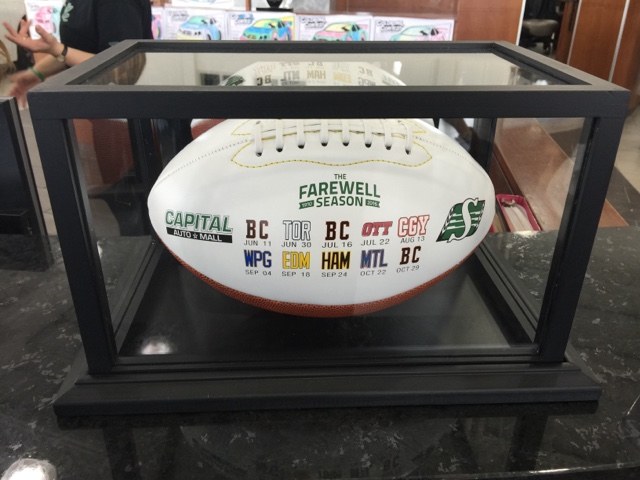 THE
FAREWELL
SEASON
CAPITAL
AUTO MALL
BC TOR BC OTT CGY
JUN 11 JUN 30 JUL 16 JUL 22 AUG 13
WPG EDM HAM MTL BC
SEP 04 SEP 18 SEP 24 OCT 22 OCT 29
S